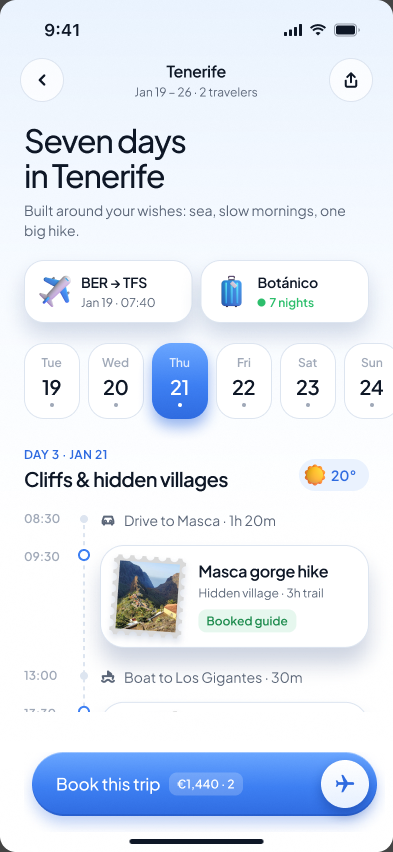 9:41
Tenerife
Jan 19 – 26 · 2 travelers
Seven days
in Tenerife
Built around your wishes: sea, slow mornings, one
big hike.
BER → TFS
Jan 19 · 07:40
Botánico
7 nights
Tue
19
Wed
20
Thu
21
Fri
22
Sat
23
Sun
24
DAY 3 · JAN 21
Cliffs & hidden villages
20°
08:30
Drive to Masca · 1h 20m
09:30
Masca gorge hike
Hidden village · 3h trail
Booked guide
13:00
Boat to Los Gigantes · 30m
Book this trip
€1,440 · 2